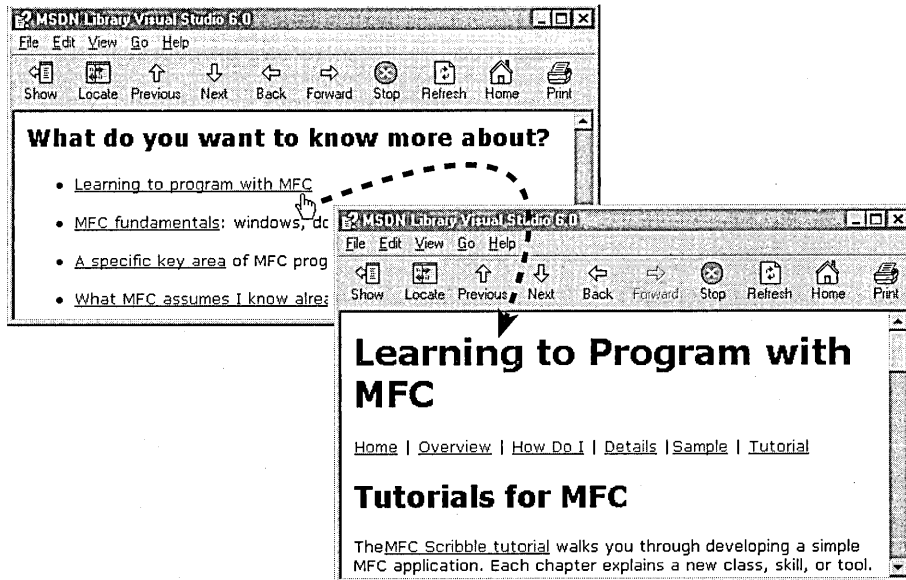 MSDN Library Visual Studio 6.0
File Edit View Go Help
Show Locate Previous Next Back Forward Stop Refresh Home Print
What do you want to know more about?
• Learning to program with MFC
• MFC fundamentals: windows, do
• A specific key area of MFC prog
• What MFC assumes I know alrea
MSDN Library Visual Studio 6.0
File Edit View Go Help
Show Locate Previous Next Back Forward Stop Refresh Home Print
Learning to Program with
MFC
Home | Overview | How Do I | Details |Sample | Tutorial
Tutorials for MFC
TheMFC Scribble tutorial walks you through developing a simple
MFC application. Each chapter explains a new class, skill, or tool.